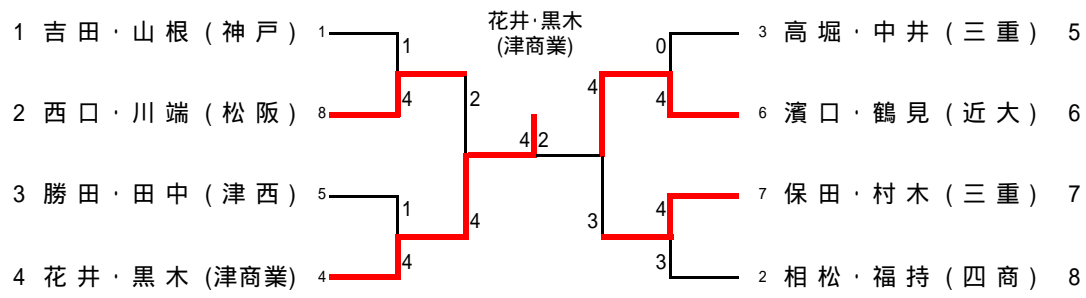 花井・黒木
(津商業)
1 吉田・山根 (神戸) 1
1
4
2 西口・川端 (松阪) 8
2
4
3 勝田・田中 (津西) 5
1
4
4 花井・黒木 (津商業) 4
4 2
3 高堀・中井 (三重) 5
0
4
6 濱口・鶴見 (近大) 6
4
3
7 保田・村木 (三重) 7
4
3
2 相松・福持 (四商) 8